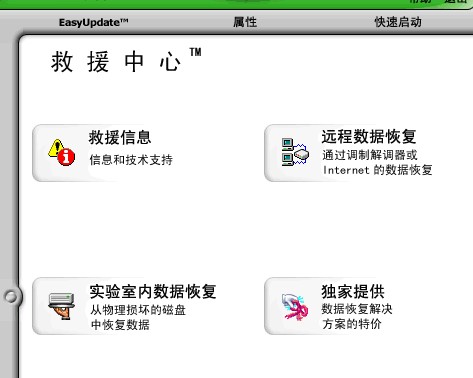 帮助 退出
EasyUpdate™ 属性 快速启动
救援中心™
救援信息
信息和技术支持
远程数据恢复
通过调制解调器或
Internet 的数据恢复
实验室内数据恢复
从物理损坏的磁盘
中恢复数据
独家提供
数据恢复解决
方案的特价